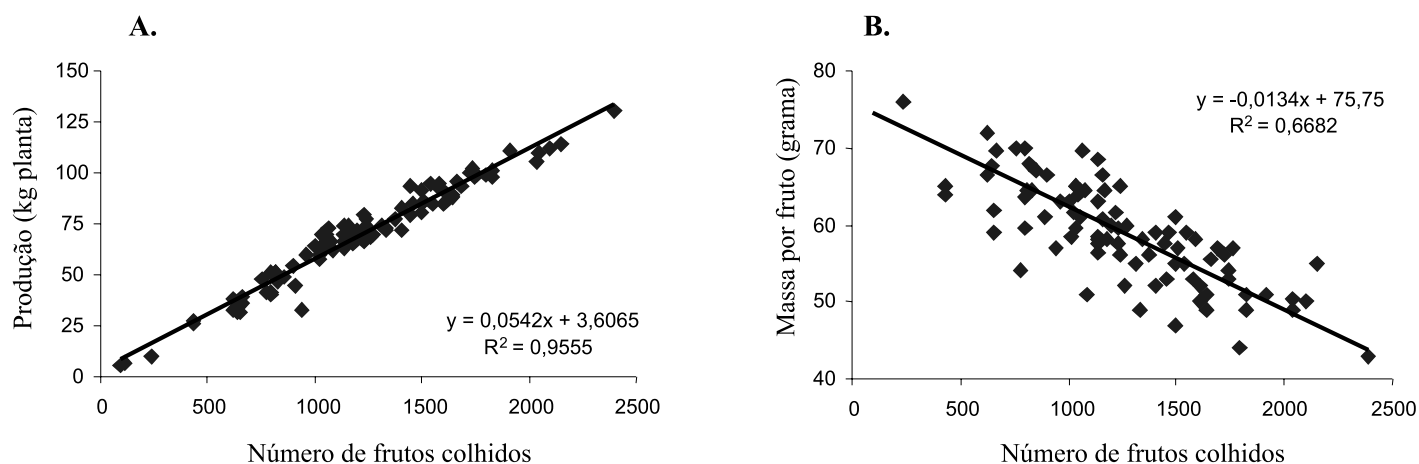 A.
Produção (kg planta)
150
125
100
75
50
25
0
y = 0,0542x + 3,6065
R² = 0,9555
0 500 1000 1500 2000 2500
Número de frutos colhidos
B.
Massa por fruto (grama)
80
70
60
50
40
y = -0,0134x + 75,75
R² = 0,6682
0 500 1000 1500 2000 2500
Número de frutos colhidos